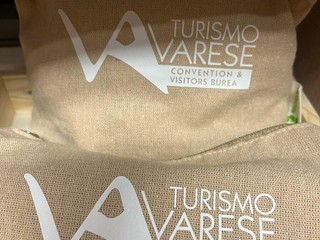 TURISMO
VARESE
CONVENTION &
VISITORS BUREA
TURISMO
VARESE